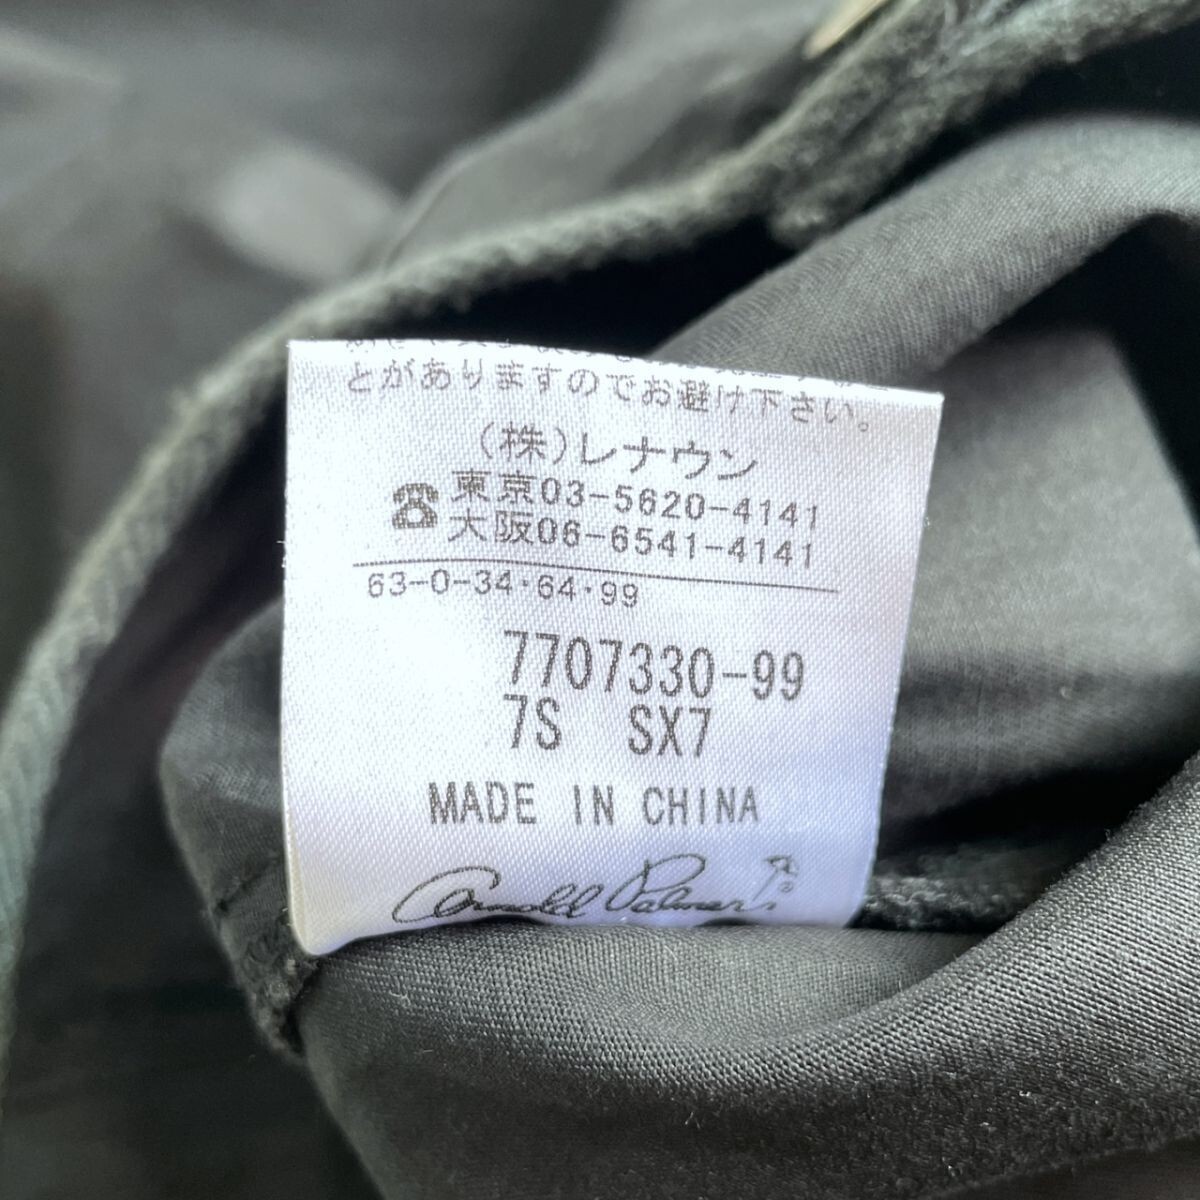 とがありますのでお避け下さい。
(株)レナウン
☎東京03-5620-4141
大阪06-6541-4141
63-0-34・64・99
7707330-99
7S SX7
MADE IN CHINA
Arnold Palmer ®